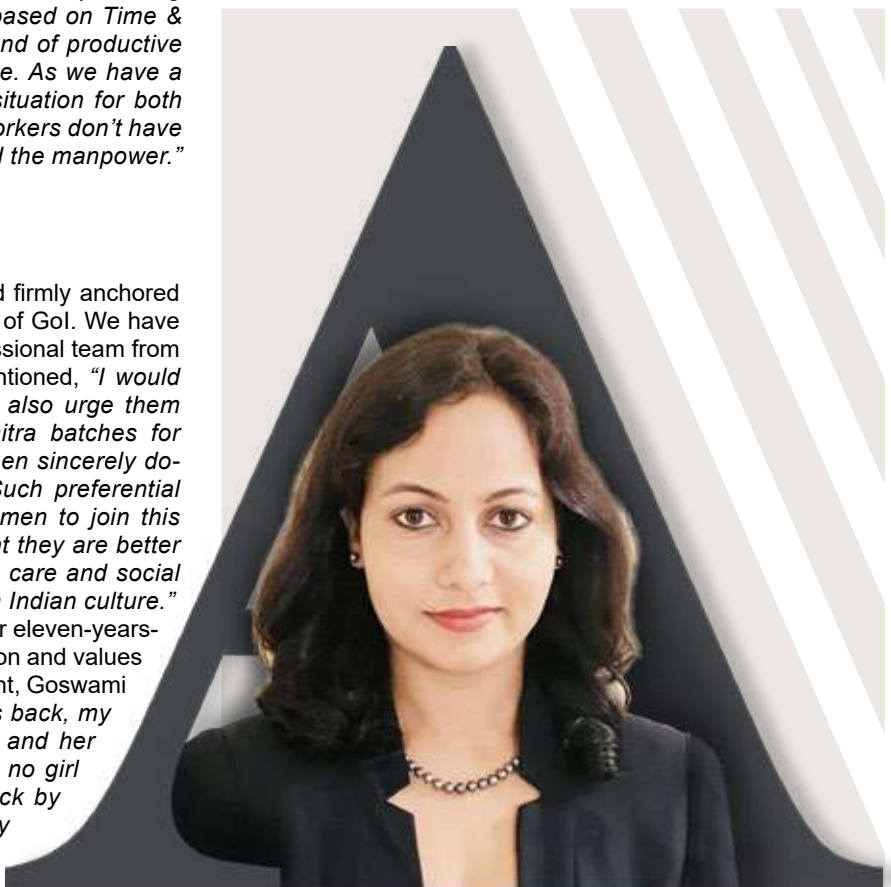 based on Time &
nd of productive
e. As we have a
situation for both
orkers don’t have
l the manpower.”
d firmly anchored
of GoI. We have
ssional team from
ntioned, “I would
also urge them
itra batches for
en sincerely do-
Such preferential
men to join this
t they are better
care and social
Indian culture.”
r eleven-years-
on and values
nt, Goswami
s back, my
and her
no girl
ck by
y